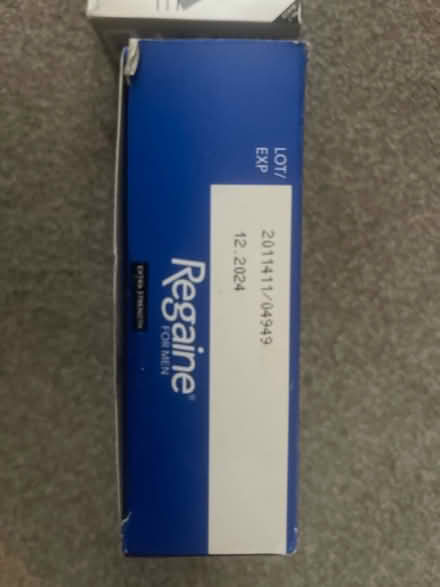 LOT/
EXP
2011411/04949
12.2024
Regaine®
FOR MEN
EXTRA STRENGTH